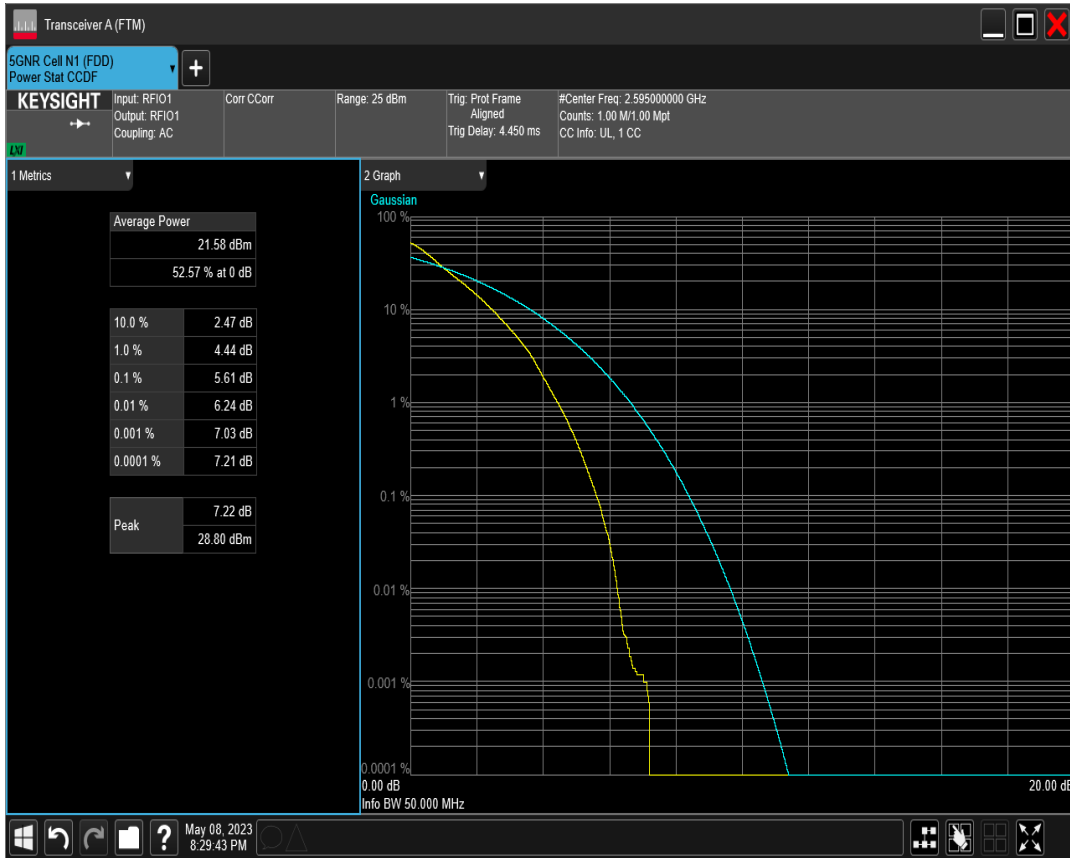 Transceiver A (FTM)
5GNR Cell N1 (FDD)
Power Stat CCDF
KEYSIGHT
LXI
Input: RFIO1
Output: RFIO1
Coupling: AC
Corr CCorr
Range: 25 dBm
Trig: Prot Frame
Aligned
Trig Delay: 4.450 ms
#Center Freq: 2.595000000 GHz
Counts: 1.00 M/1.00 Mpt
CC Info: UL, 1 CC
1 Metrics
Average Power
21.58 dBm
52.57 % at 0 dB
10.0 % 2.47 dB
1.0 % 4.44 dB
0.1 % 5.61 dB
0.01 % 6.24 dB
0.001 % 7.03 dB
0.0001 % 7.21 dB
Peak
7.22 dB
28.80 dBm
2 Graph
Gaussian
100 %
10 %
1 %
0.1 %
0.01 %
0.001 %
0.0001 %
0.00 dB
20.00 dB
Info BW 50.000 MHz
May 08, 2023
8:29:43 PM